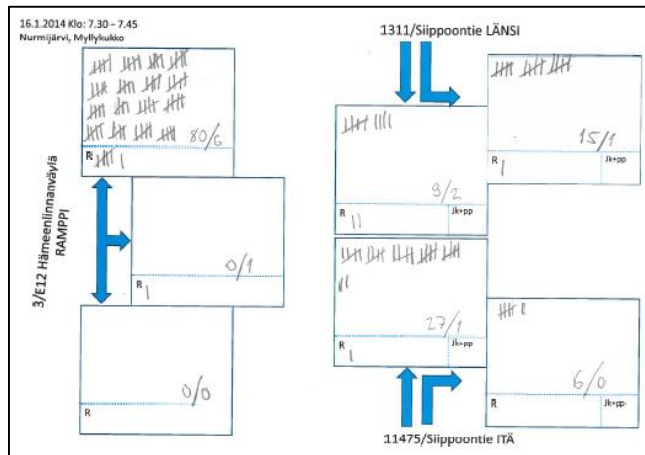 16.1.2014 Klo: 7.30 - 7.45
Nurmijärvi, Myllykukko
80/6
R
3/E12 Hämeenlinnanväylä
RAMPPI
0/1
R
0/0
R
1311/Siippoontie LÄNSI
15/1
R
Jk+pp
9/2
R
Jk+pp
27/1
R
Jk+pp
6/0
R
Jk+pp
11475/Siippoontie ITÄ